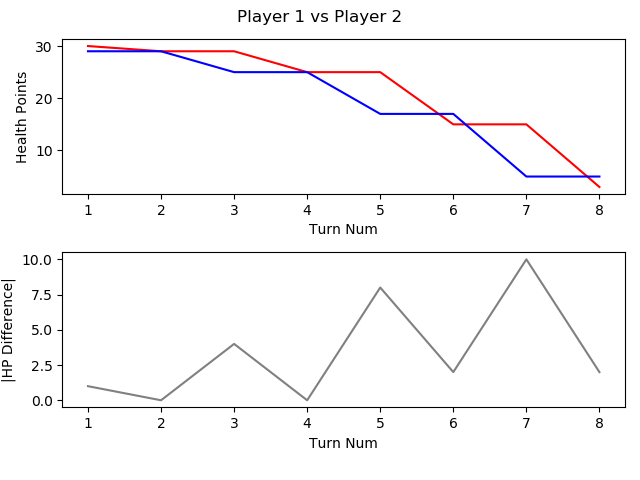 Player 1 vs Player 2
30
20
10
Health Points
1 2 3 4 5 6 7 8
Turn Num
10.0
7.5
5.0
2.5
0.0
|HP Difference|
1 2 3 4 5 6 7 8
Turn Num